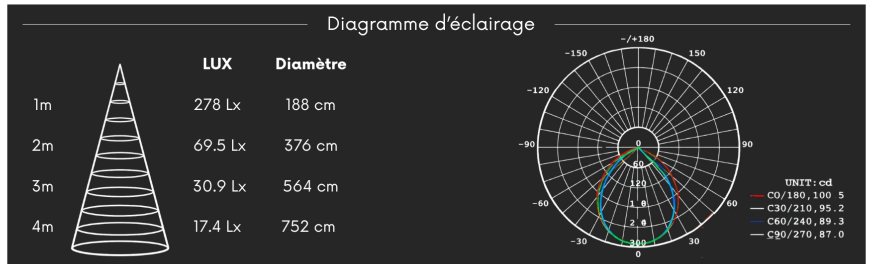 Diagramme d'éclairage
LUX Diamètre
1m 278 Lx 188 cm
2m 69.5 Lx 376 cm
3m 30.9 Lx 564 cm
4m 17.4 Lx 752 cm
-/+180
-150 150
-120 120
-90 0 90
60
120
-60 60
-30 300 30
0
UNIT:cd
C0/180,100 5
C30/210,95.2
C60/240,89.3
C90/270,87.0